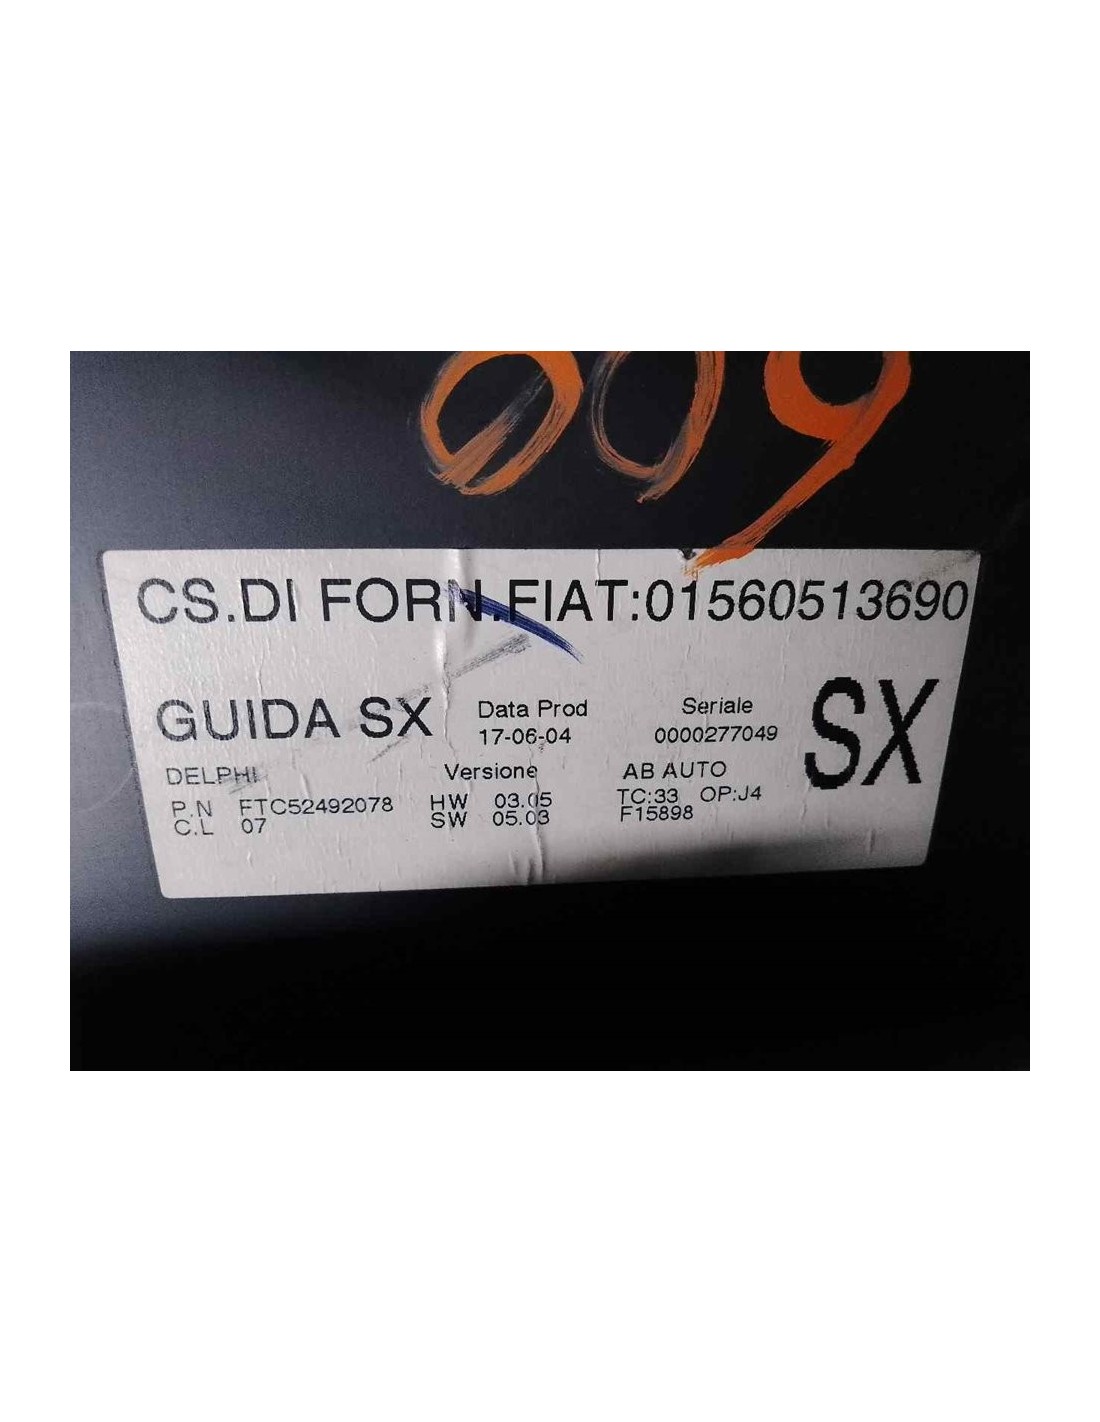 009
CS.DI FORN.FIAT:01560513690
GUIDA SX
Data Prod
17-06-04
Seriale
0000277049
SX
DELPHI
P.N FTC52492078
C.L 07
Versione
HW 03.05
SW 05.03
AB AUTO
TC:33 OP:J4
F15898